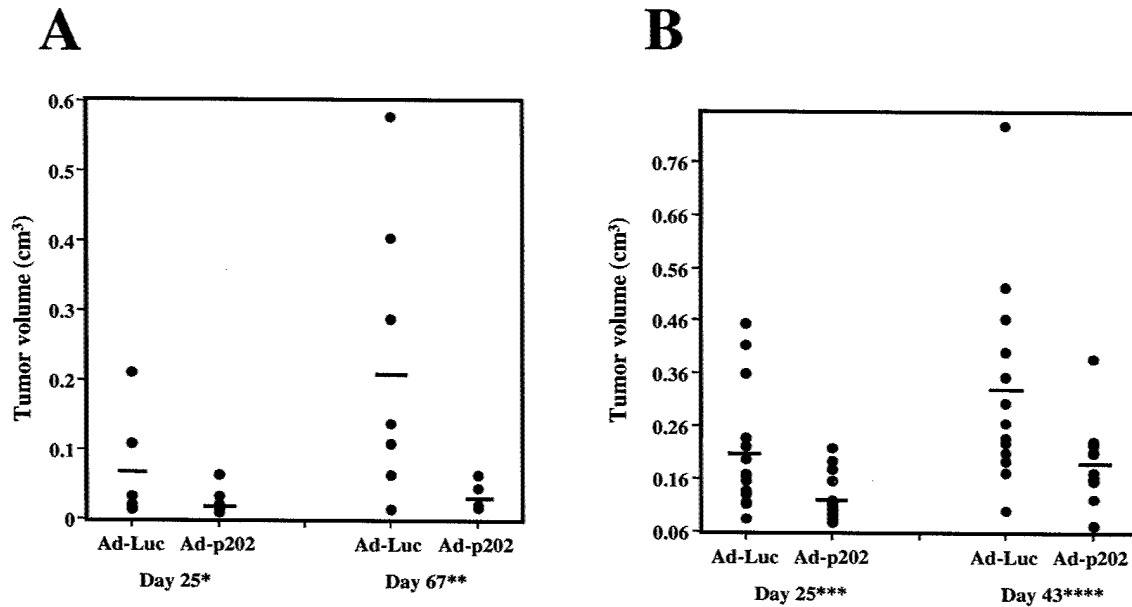 A
Tumor volume (cm³)
0.6
0.5
0.4
0.3
0.2
0.1
0
Ad-Luc Ad-p202 Ad-Luc Ad-p202
Day 25* Day 67**
B
Tumor volume (cm³)
0.76
0.66
0.56
0.46
0.36
0.26
0.16
0.06
Ad-Luc Ad-p202 Ad-Luc Ad-p202
Day 25*** Day 43****